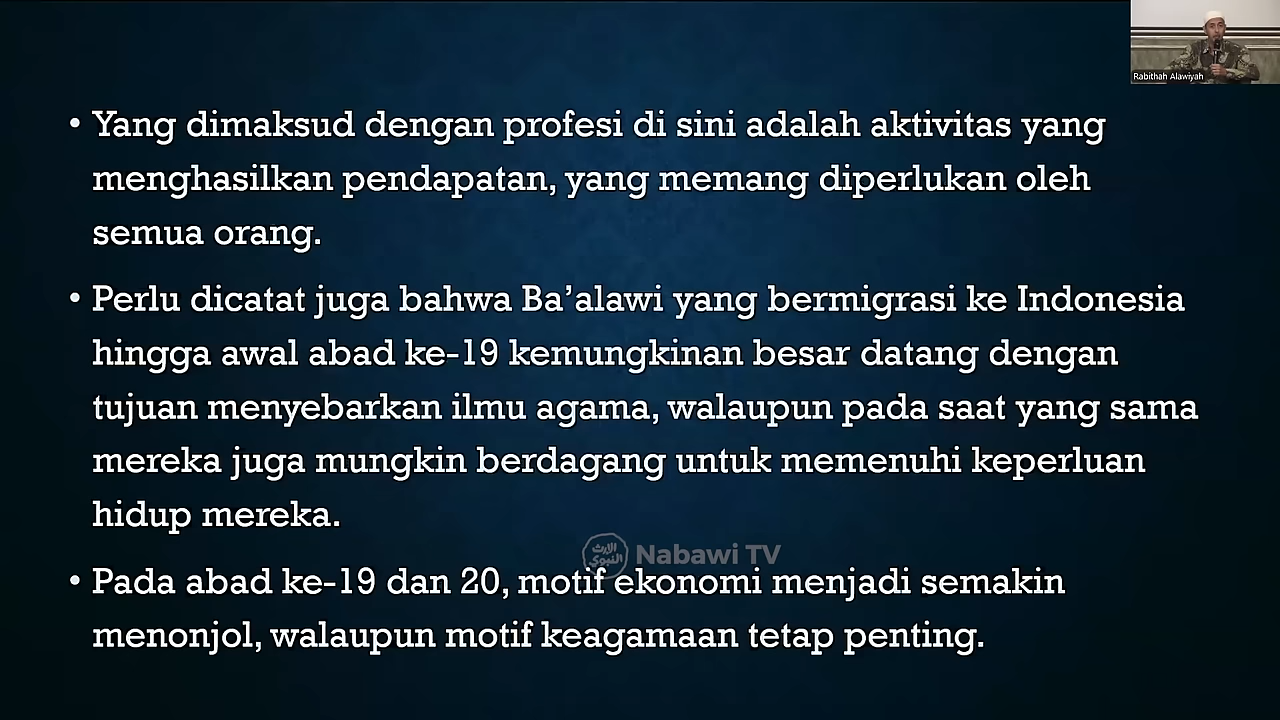 Rabithah Alawiyah
• Yang dimaksud dengan profesi di sini adalah aktivitas yang
menghasilkan pendapatan, yang memang diperlukan oleh
semua orang.
• Perlu dicatat juga bahwa Ba’alawi yang bermigrasi ke Indonesia
hingga awal abad ke-19 kemungkinan besar datang dengan
tujuan menyebarkan ilmu agama, walaupun pada saat yang sama
mereka juga mungkin berdagang untuk memenuhi keperluan
hidup mereka.
الإرث
النبوي
Nabawi TV
• Pada abad ke-19 dan 20, motif ekonomi menjadi semakin
menonjol, walaupun motif keagamaan tetap penting.